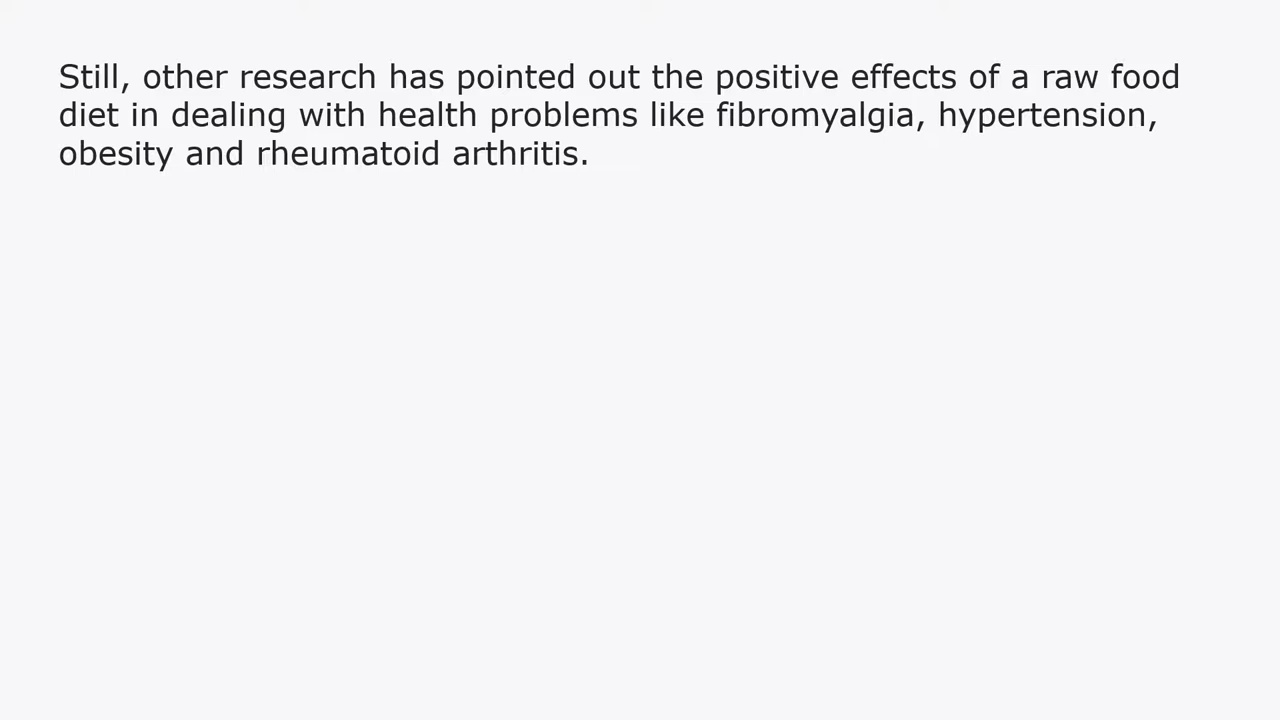 Still, other research has pointed out the positive effects of a raw food
diet in dealing with health problems like fibromyalgia, hypertension,
obesity and rheumatoid arthritis.